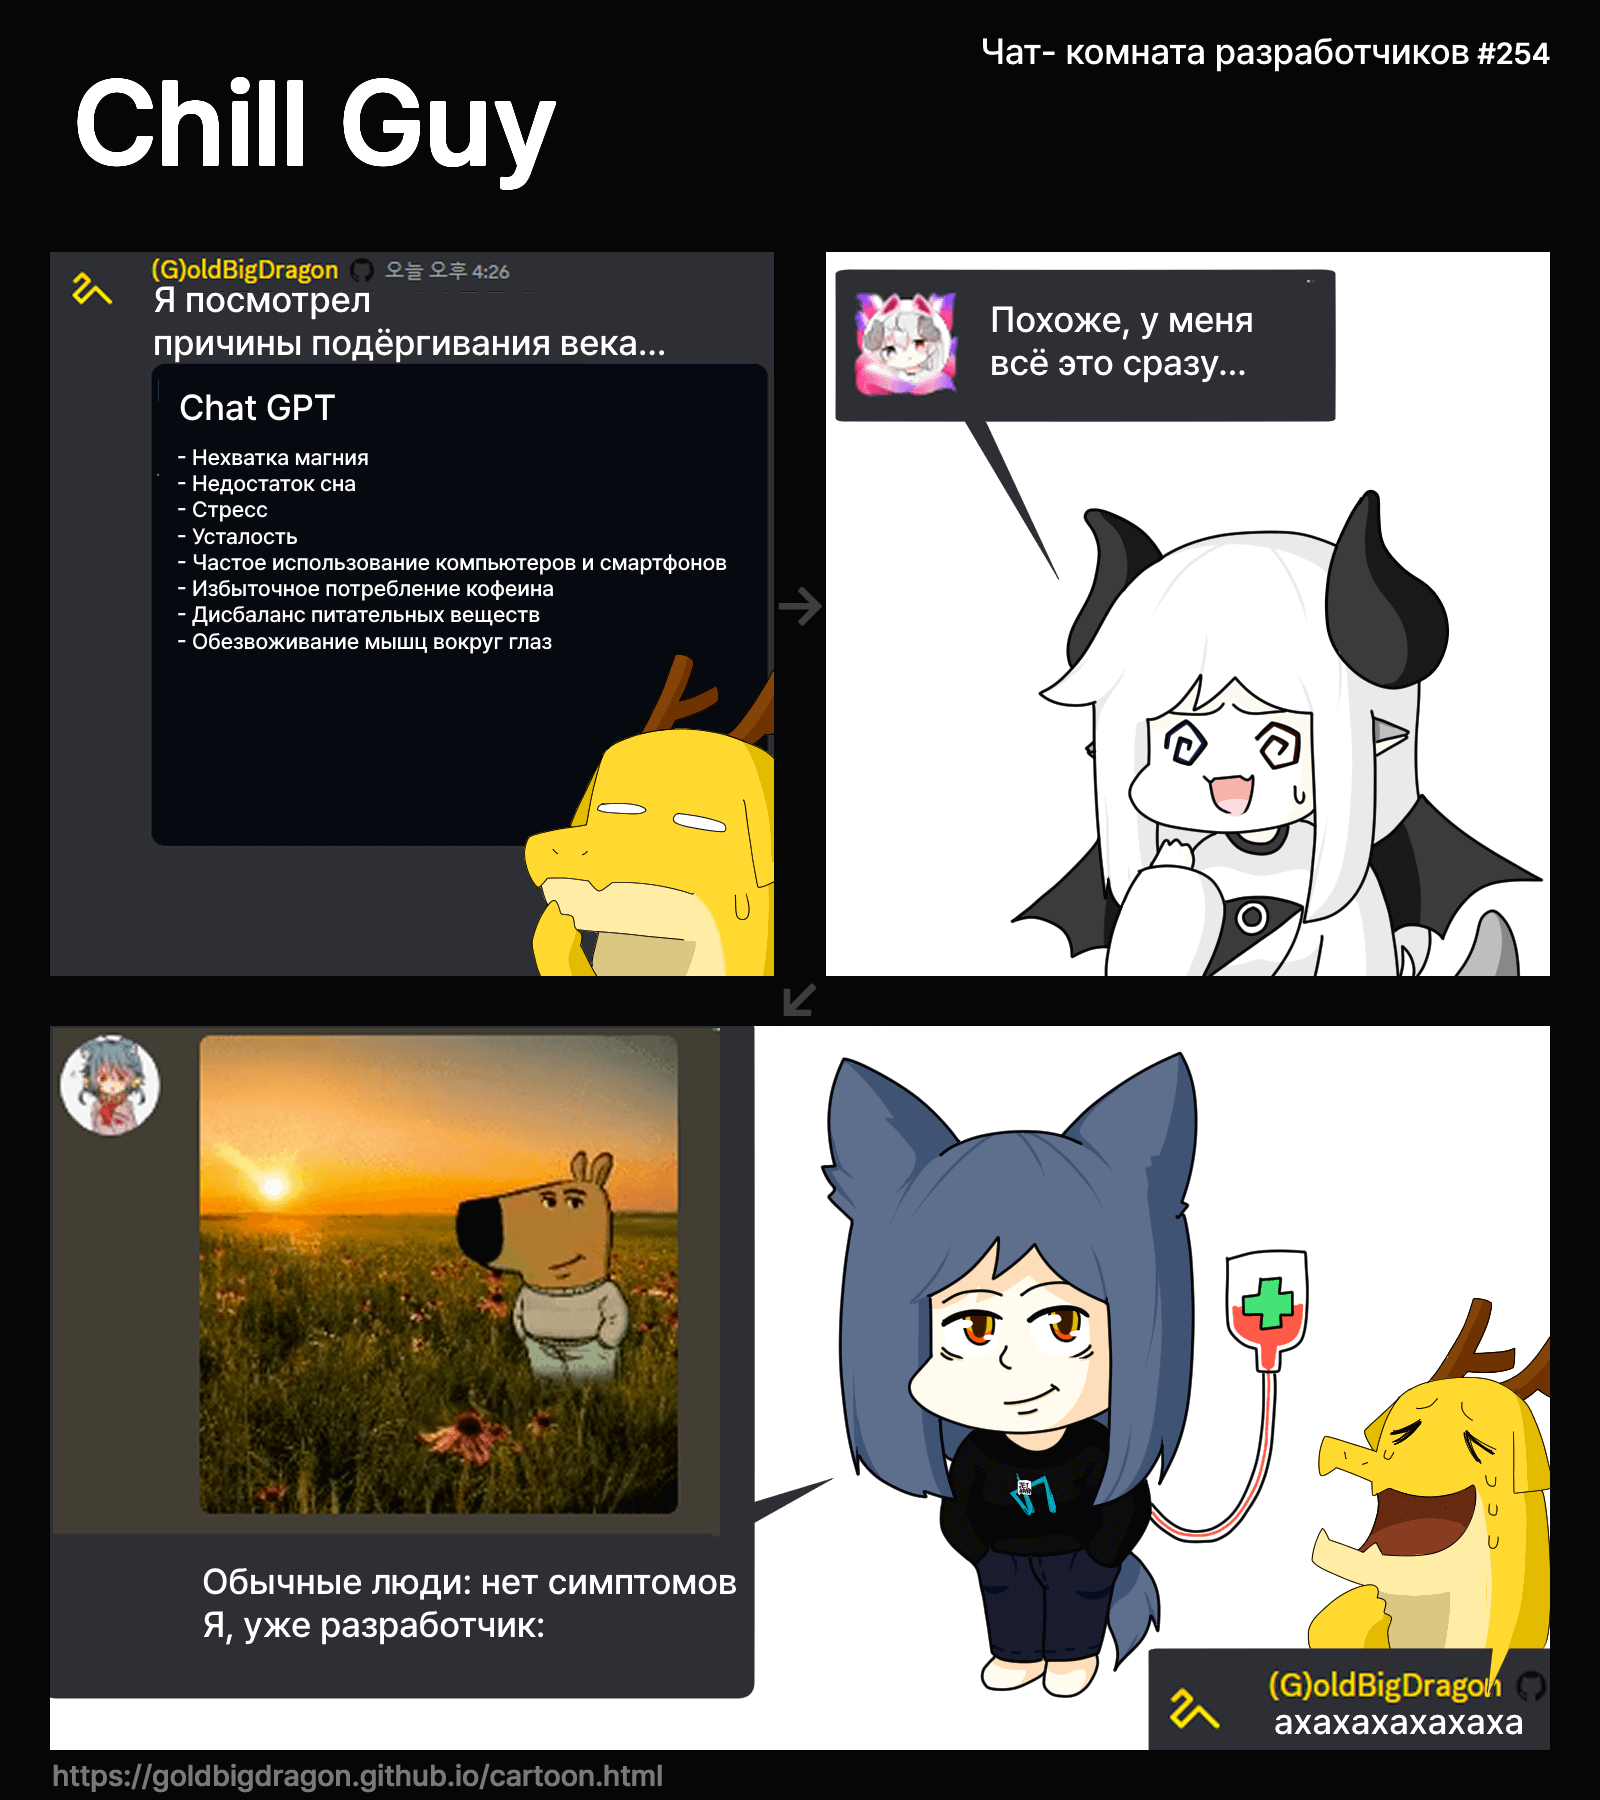 Чат- комната разработчиков #254
Chill Guy
(G)oldBigDragon 오늘 오후 4:26
Я посмотрел
причины подёргивания века...
Chat GPT
- Нехватка магния
- Недостаток сна
- Стресс
- Усталость
- Частое использование компьютеров и смартфонов
- Избыточное потребление кофеина
- Дисбаланс питательных веществ
- Обезвоживание мышц вокруг глаз
Похоже, у меня
всё это сразу...
Обычные люди: нет симптомов
Я, уже разработчик:
(G)oldBigDragon
ахахахахахаха
https://goldbigdragon.github.io/cartoon.html